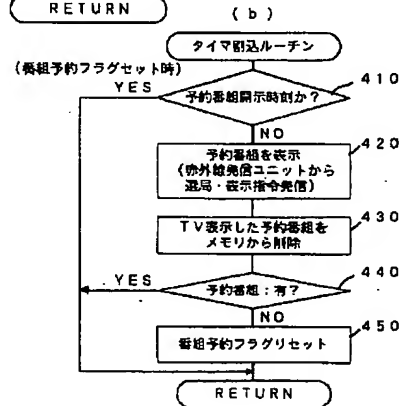 RETURN
(b)
タイマ割込ルーチン
(番組予約フラグセット時)
YES
予約番組開示時刻か?
410
NO
420
予約番組を表示
(赤外線発信ユニットから
選局・表示指令発信)
430
TV表示した予約番組を
メモリから削除
440
YES
予約番組:有?
NO
450
番組予約フラグリセット
RETURN